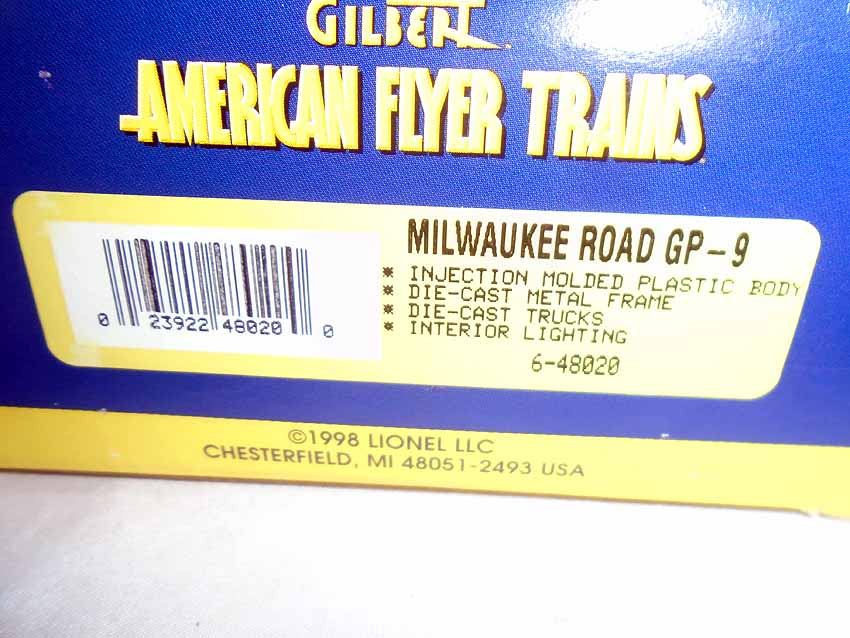 GILBERT
AMERICAN FLYER TRAINS
MILWAUKEE ROAD GP-9
* INJECTION MOLDED PLASTIC BODY
* DIE-CAST METAL FRAME
* DIE-CAST TRUCKS
* INTERIOR LIGHTING
6-48020
0 23922 48020 0
©1998 LIONEL LLC
CHESTERFIELD, MI 48051-2493 USA